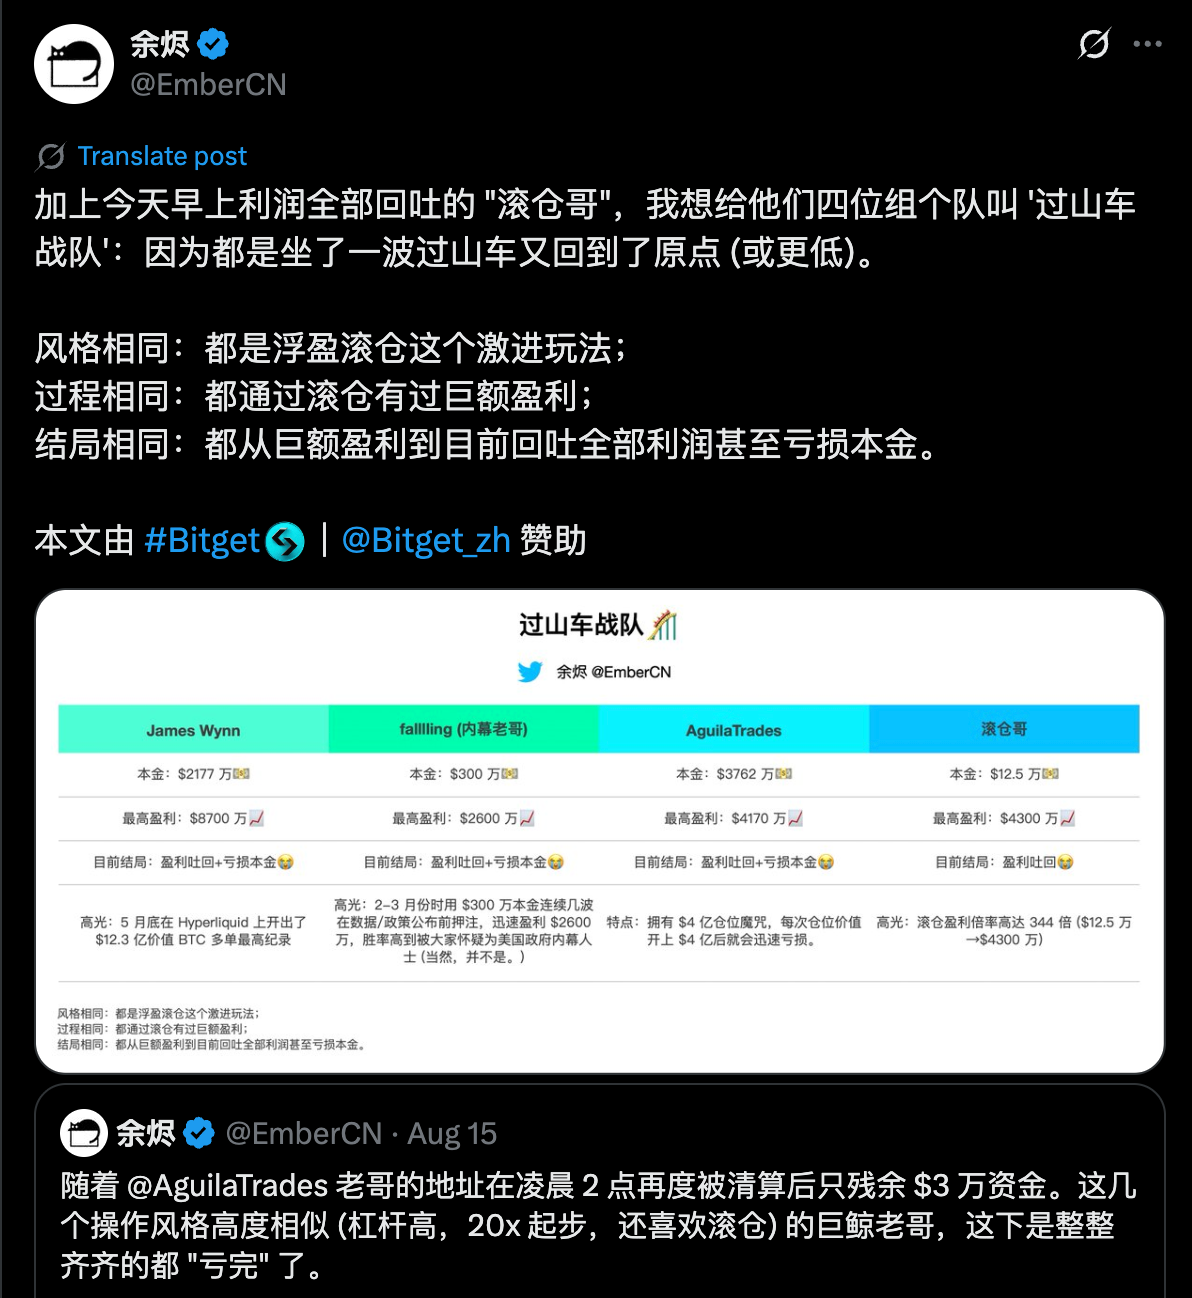 余烬
@EmberCN
Translate post
加上今天早上利润全部回吐的 "滚仓哥"，我想给他们四位组个队叫 '过山车
战队'：因为都是坐了一波过山车又回到了原点 (或更低)。
风格相同：都是浮盈滚仓这个激进玩法；
过程相同：都通过滚仓有过巨额盈利；
结局相同：都从巨额盈利到目前回吐全部利润甚至亏损本金。
本文由 #Bitget｜@Bitget_zh 赞助
过山车战队🎢
余烬 @EmberCN
James Wynn
falllling (内幕老哥)
AguilaTrades
滚仓哥
本金：$2177 万💵
本金：$300 万💵
本金：$3762 万💵
本金：$12.5 万💵
最高盈利：$8700 万📈
最高盈利：$2600 万📈
最高盈利：$4170 万📈
最高盈利：$4300 万📈
目前结局：盈利吐回+亏损本金😭
目前结局：盈利吐回+亏损本金😭
目前结局：盈利吐回+亏损本金😭
目前结局：盈利吐回😭
高光：5 月底在 Hyperliquid 上开出了
$12.3 亿价值 BTC 多单最高纪录
高光：2-3 月份时用 $300 万本金连续几波
在数据/政策公布前押注，迅速盈利 $2600
万，胜率高到被大家怀疑为美国政府内幕人
士 (当然，并不是。)
特点：拥有 $4 亿仓位魔咒，每次仓位价值
开上 $4 亿后就会迅速亏损。
高光：滚仓盈利倍率高达 344 倍 ($12.5 万
→$4300 万)
风格相同：都是浮盈滚仓这个激进玩法；
过程相同：都通过滚仓有过巨额盈利；
结局相同：都从巨额盈利到目前回吐全部利润甚至亏损本金。
余烬 @EmberCN · Aug 15
随着 @AguilaTrades 老哥的地址在凌晨 2 点再度被清算后只残余 $3 万资金。这几
个操作风格高度相似 (杠杆高，20x 起步，还喜欢滚仓) 的巨鲸老哥，这下是整整
齐齐的都 "亏完" 了。